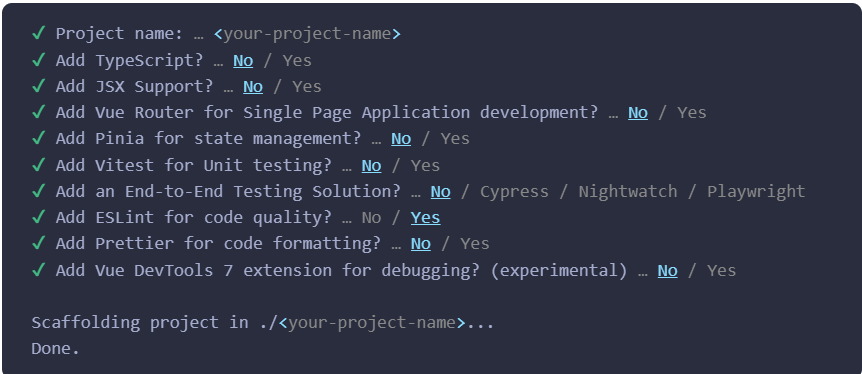 ✓ Project name: … <your-project-name>
✓ Add TypeScript? … No / Yes
✓ Add JSX Support? … No / Yes
✓ Add Vue Router for Single Page Application development? … No / Yes
✓ Add Pinia for state management? … No / Yes
✓ Add Vitest for Unit testing? … No / Yes
✓ Add an End-to-End Testing Solution? … No / Cypress / Nightwatch / Playwright
✓ Add ESLint for code quality? … No / Yes
✓ Add Prettier for code formatting? … No / Yes
✓ Add Vue DevTools 7 extension for debugging? (experimental) … No / Yes
Scaffolding project in ./<your-project-name>...
Done.